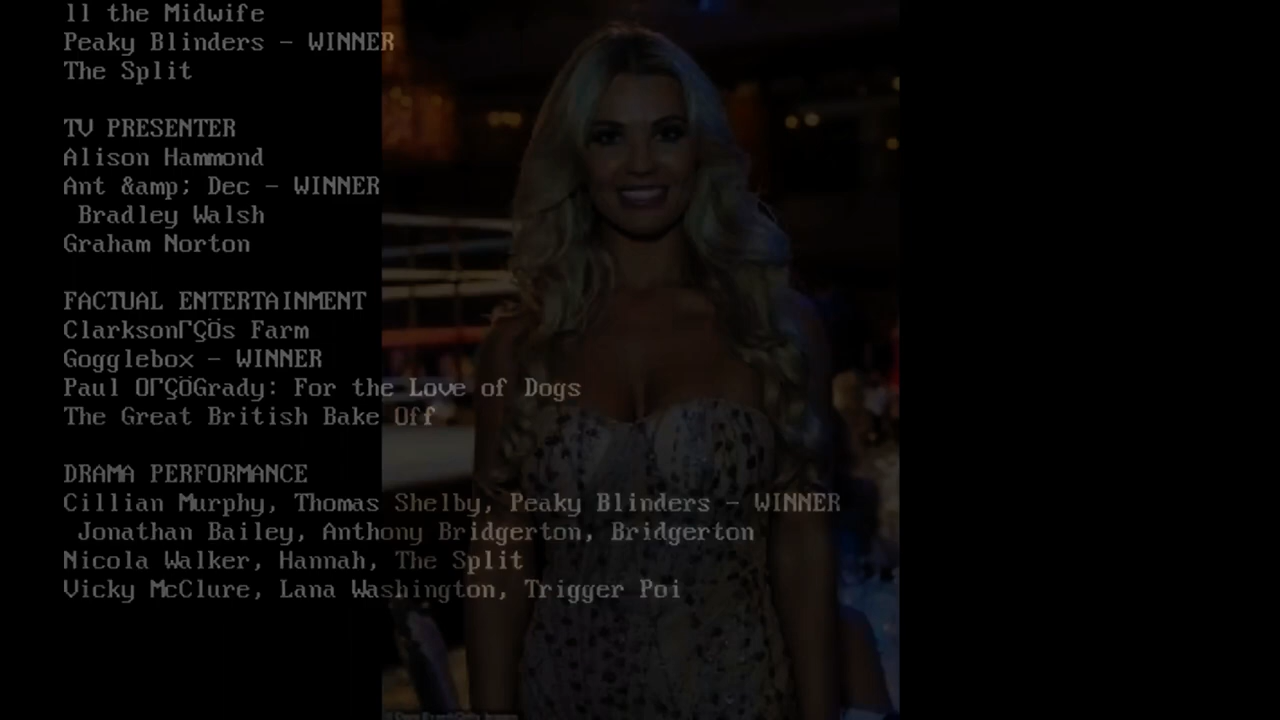 ll the Midwife
Peaky Blinders - WINNER
The Split
TV PRESENTER
Alison Hammond
Ant &amp; Dec - WINNER
Bradley Walsh
Graham Norton
FACTUAL ENTERTAINMENT
ClarksonΓÇÖs Farm
Gogglebox - WINNER
Paul OΓÇÖGrady: For the Love of Dogs
The Great British Bake Off
DRAMA PERFORMANCE
Cillian Murphy, Thomas Shelby, Peaky Blinders - WINNER
Jonathan Bailey, Anthony Bridgerton, Bridgerton
Nicola Walker, Hannah, The Split
Vicky McClure, Lana Washington, Trigger Poi